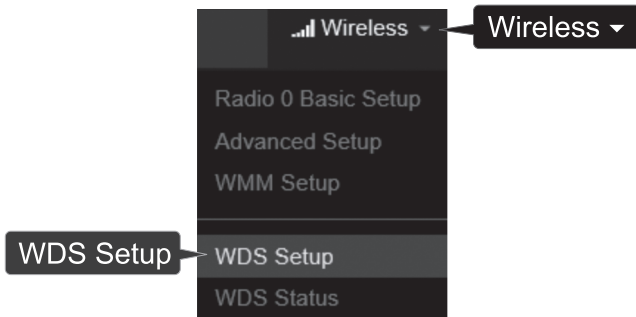 Wireless
Wireless
Radio 0 Basic Setup
Advanced Setup
WMM Setup
WDS Setup
WDS Setup
WDS Status